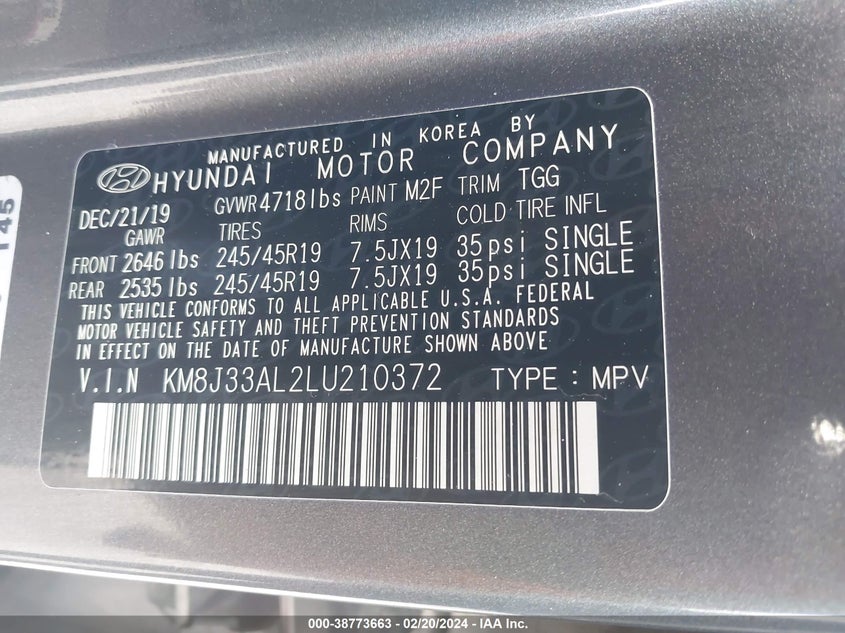 MANUFACTURED IN KOREA BY
HYUNDAI MOTOR COMPANY
DEC/21/19 GVWR 4718lbs PAINT M2F TRIM TGG
GAWR TIRES RIMS COLD TIRE INFL
FRONT 2646 lbs 245/45R19 7.5JX19 35psi SINGLE
REAR 2535 lbs 245/45R19 7.5JX19 35psi SINGLE
THIS VEHICLE CONFORMS TO ALL APPLICABLE U.S.A. FEDERAL
MOTOR VEHICLE SAFETY AND THEFT PREVENTION STANDARDS
IN EFFECT ON THE DATE OF MANUFACTURE SHOWN ABOVE
V.I.N KM8J33AL2LU210372 TYPE : MPV
145
000-38773663 - 02/20/2024 - IAA Inc.